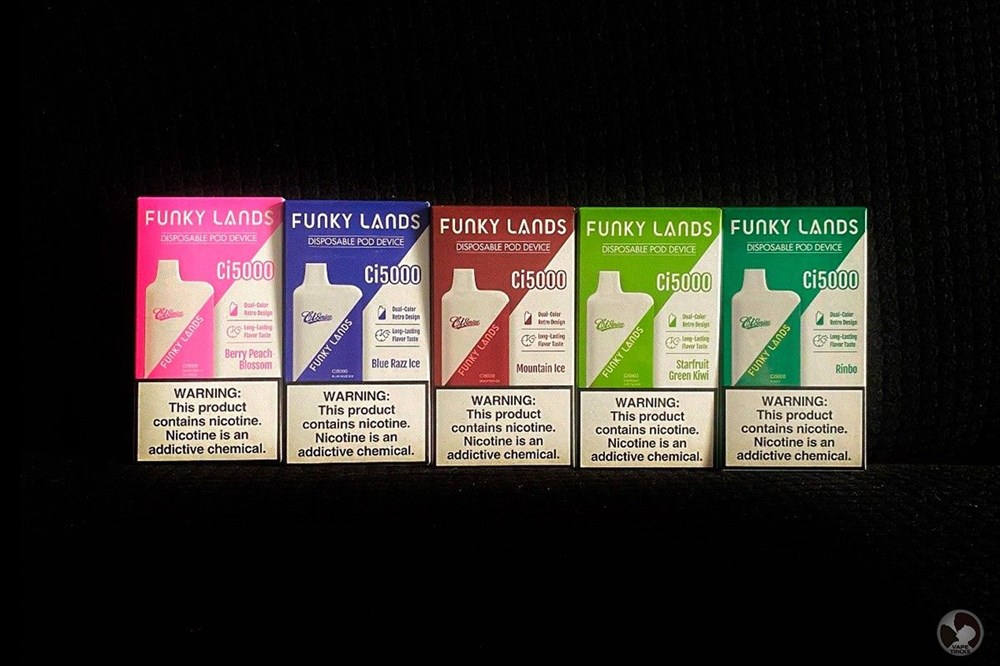 FUNKY LANDS
DISPOSABLE POD DEVICE
Ci5000
Dual-Color
Retro Design
Long-Lasting
Flavor Taste
FUNKY LANDS
Berry Peach
Blossom
WARNING:
This product
contains nicotine.
Nicotine is an
addictive chemical.
FUNKY LANDS
DISPOSABLE POD DEVICE
Ci5000
Dual-Color
Retro Design
Long-Lasting
Flavor Taste
FUNKY LANDS
Blue Razz Ice
Ci5000
WARNING:
This product
contains nicotine.
Nicotine is an
addictive chemical.
FUNKY LANDS
DISPOSABLE POD DEVICE
Ci5000
Dual-Color
Retro Design
Long-Lasting
Flavor Taste
FUNKY LANDS
Mountain Ice
Ci5000
WARNING:
This product
contains nicotine.
Nicotine is an
addictive chemical.
FUNKY LANDS
DISPOSABLE POD DEVICE
Ci5000
Dual-Color
Retro Design
Long-Lasting
Flavor Taste
FUNKY LANDS
Starfruit
Green Kiwi
WARNING:
This product
contains nicotine.
Nicotine is an
addictive chemical.
FUNKY LANDS
DISPOSABLE POD DEVICE
Ci5000
Dual-Color
Retro Design
Long-Lasting
Flavor Taste
FUNKY LANDS
Rinbo
Ci5000
WARNING:
This product
contains nicotine.
Nicotine is an
addictive chemical.
VAPE
TRICKS